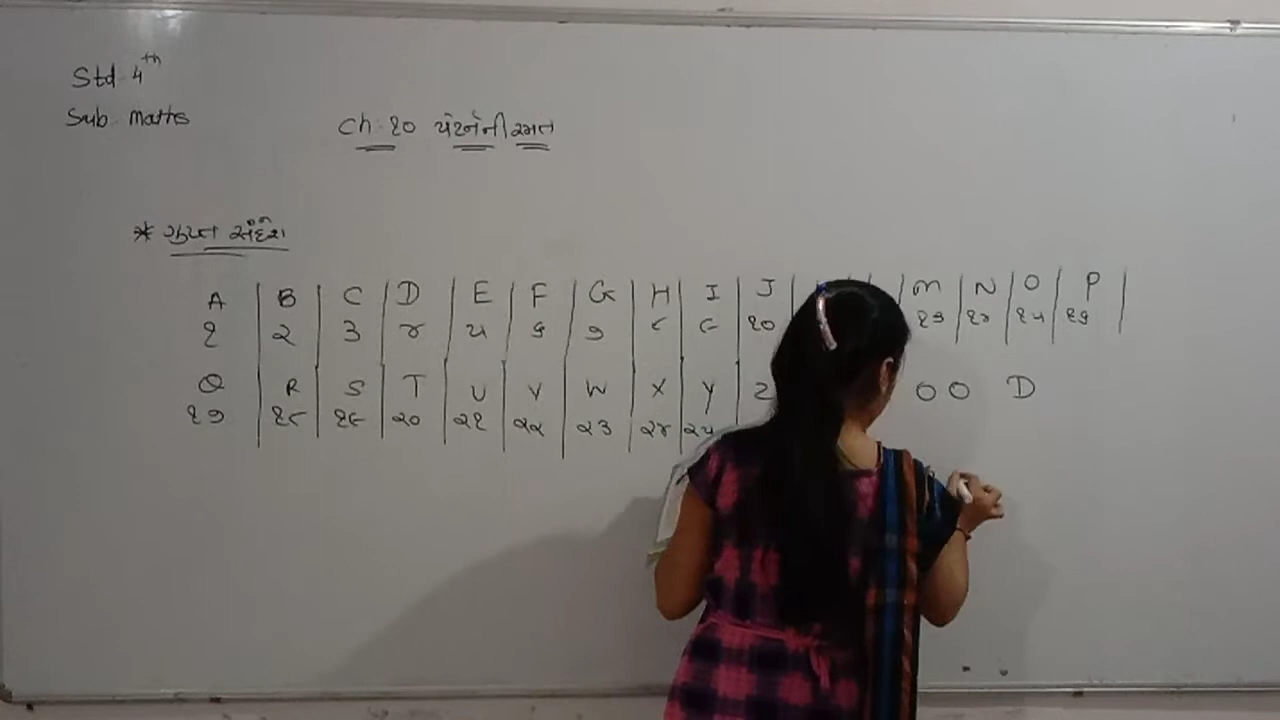 Std 4th
Sub. Maths
Ch : ૧૦ પેટર્નની રમત
* ગુપ્ત સંદેશ
A | B | C | D | E | F | G | H | I | J | M | N | O | P |
૧ ૨ ૩ ૪ ૫ ૬ ૭ ૮ ૯ ૧૦ ૧૩ ૧૪ ૧૫ ૧૬
Q | R | S | T | U | V | W | X | Y | Z O O D
૧૭ ૧૮ ૧૯ ૨૦ ૨૧ ૨૨ ૨૩ ૨૪ ૨૫